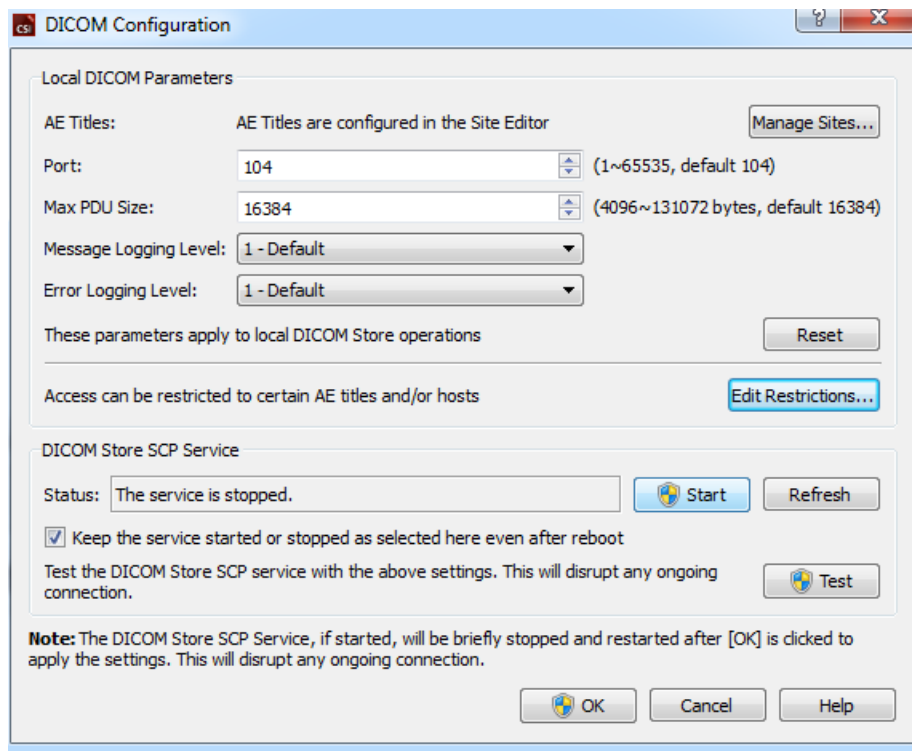 CSI DICOM Configuration
Local DICOM Parameters
AE Titles: AE Titles are configured in the Site Editor Manage Sites...
Port: 104 (1~65535, default 104)
Max PDU Size: 16384 (4096~131072 bytes, default 16384)
Message Logging Level: 1 - Default
Error Logging Level: 1 - Default
These parameters apply to local DICOM Store operations Reset
Access can be restricted to certain AE titles and/or hosts Edit Restrictions...
DICOM Store SCP Service
Status: The service is stopped. Start Refresh
Keep the service started or stopped as selected here even after reboot
Test the DICOM Store SCP service with the above settings. This will disrupt any ongoing
connection. Test
Note: The DICOM Store SCP Service, if started, will be briefly stopped and restarted after [OK] is clicked to
apply the settings. This will disrupt any ongoing connection.
OK Cancel Help